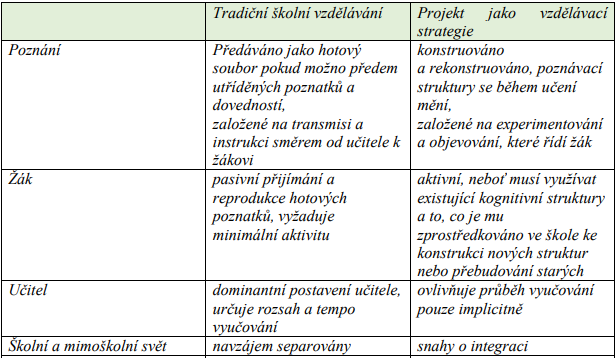 Tradiční školní vzdělávání
Projekt jako vzdělávací
strategie
Poznání
Předáváno jako hotový
soubor pokud možno předem
utříděných poznatků a
dovedností,
založené na transmisi a
instrukci směrem od učitele k
žákovi
konstruováno
a rekonstruováno, poznávací
struktury se během učení
mění,
založené na experimentování
a objevování, které řídí žák
Žák
pasivní přijímání a
reprodukce hotových
poznatků, vyžaduje
minimální aktivitu
aktivní, neboť musí využívat
existující kognitivní struktury
a to, co je mu
zprostředkováno ve škole ke
konstrukci nových struktur
nebo přebudování starých
Učitel
dominantní postavení učitele,
určuje rozsah a tempo
vyučování
ovlivňuje průběh vyučování
pouze implicitně
Školní a mimoškolní svět
navzájem separovány
snahy o integraci